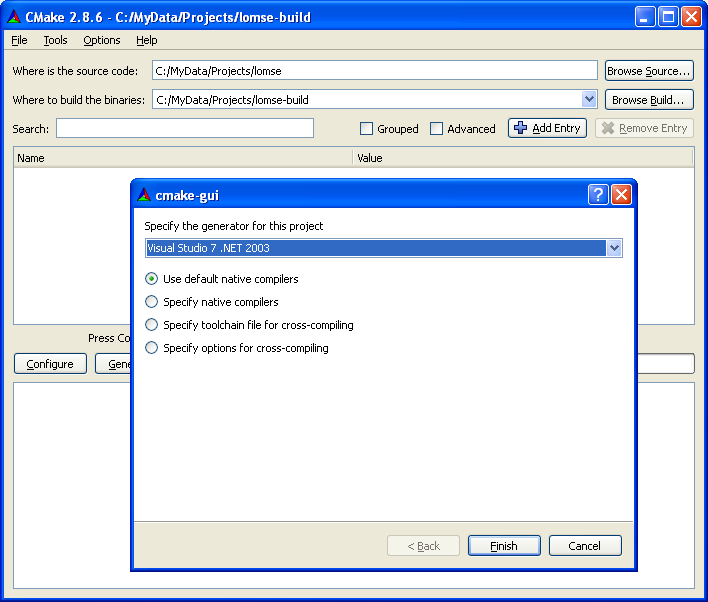 CMake 2.8.6 - C:/MyData/Projects/lomse-build
File Tools Options Help
Where is the source code: C:/MyData/Projects/lomse Browse Source...
Where to build the binaries: C:/MyData/Projects/lomse-build Browse Build...
Search: Grouped Advanced Add Entry Remove Entry
Name Value
cmake-gui
Specify the generator for this project
Visual Studio 7 .NET 2003
Use default native compilers
Specify native compilers
Specify toolchain file for cross-compiling
Specify options for cross-compiling
Press Co
Configure Gene
< Back Finish Cancel